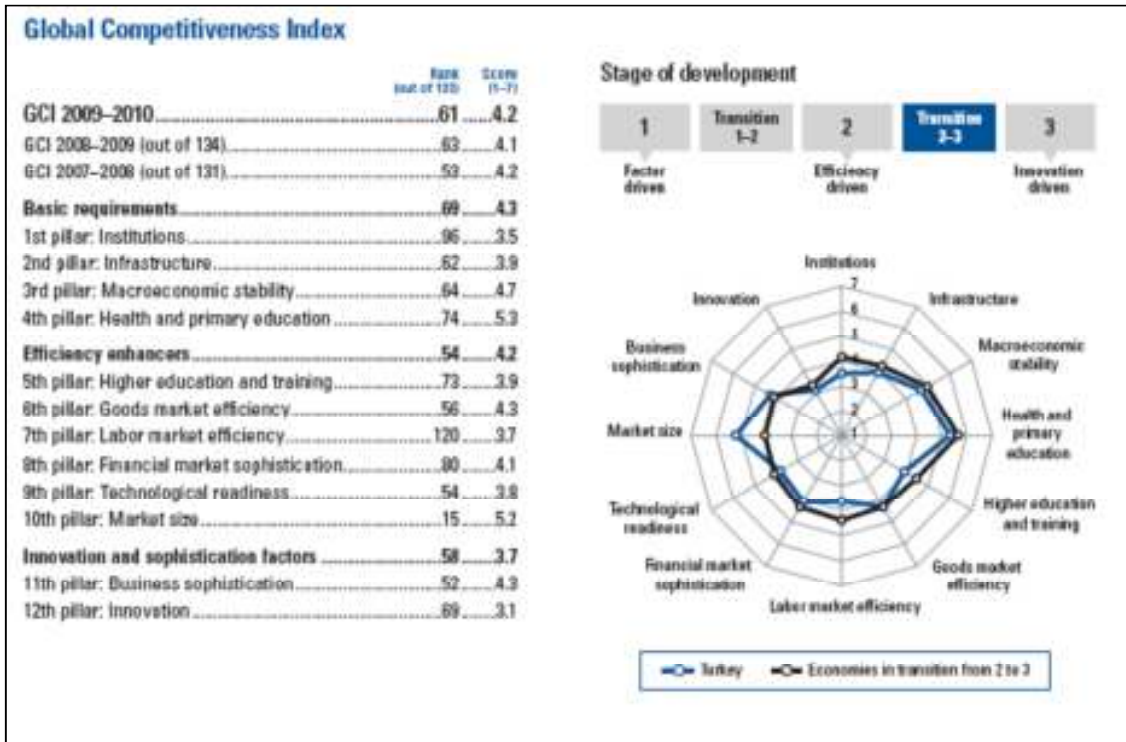 Global Competitiveness Index
Rank Score
(out of 133) (1–7)
GCI 2009–2010 61 4.2
GCI 2008–2009 (out of 134) 63 4.1
GCI 2007–2008 (out of 131) 53 4.2
Basic requirements 69 4.3
1st pillar: Institutions 96 3.5
2nd pillar: Infrastructure 62 3.9
3rd pillar: Macroeconomic stability 64 4.7
4th pillar: Health and primary education 74 5.3
Efficiency enhancers 54 4.2
5th pillar: Higher education and training 73 3.9
6th pillar: Goods market efficiency 56 4.3
7th pillar: Labor market efficiency 120 3.7
8th pillar: Financial market sophistication 80 4.1
9th pillar: Technological readiness 54 3.8
10th pillar: Market size 15 5.2
Innovation and sophistication factors 58 3.7
11th pillar: Business sophistication 52 4.3
12th pillar: Innovation 69 3.1
Stage of development
1 Transition 1–2 2 Transition 2–3 3
Factor driven
Efficiency driven
Innovation driven
Institutions
Innovation
Infrastructure
Business sophistication
Macroeconomic stability
Market size
Health and primary education
Technological readiness
Higher education and training
Financial market sophistication
Goods market efficiency
Labor market efficiency
7
6
5
4
3
2
1
Turkey Economies in transition from 2 to 3